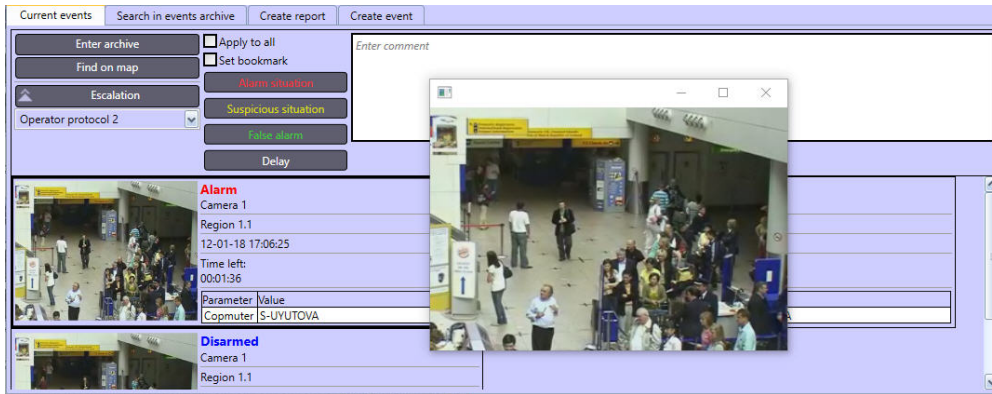 Current events
Search in events archive
Create report
Create event
Enter archive
Find on map
Escalation
Operator protocol 2
Apply to all
Set bookmark
Alarm situation
Suspicious situation
False alarm
Delay
Enter comment
Alarm
Camera 1
Region 1.1
12-01-18 17:06:25
Time left:
00:01:36
Parameter Value
Copmuter S-UYUTOVA
Disarmed
Camera 1
Region 1.1